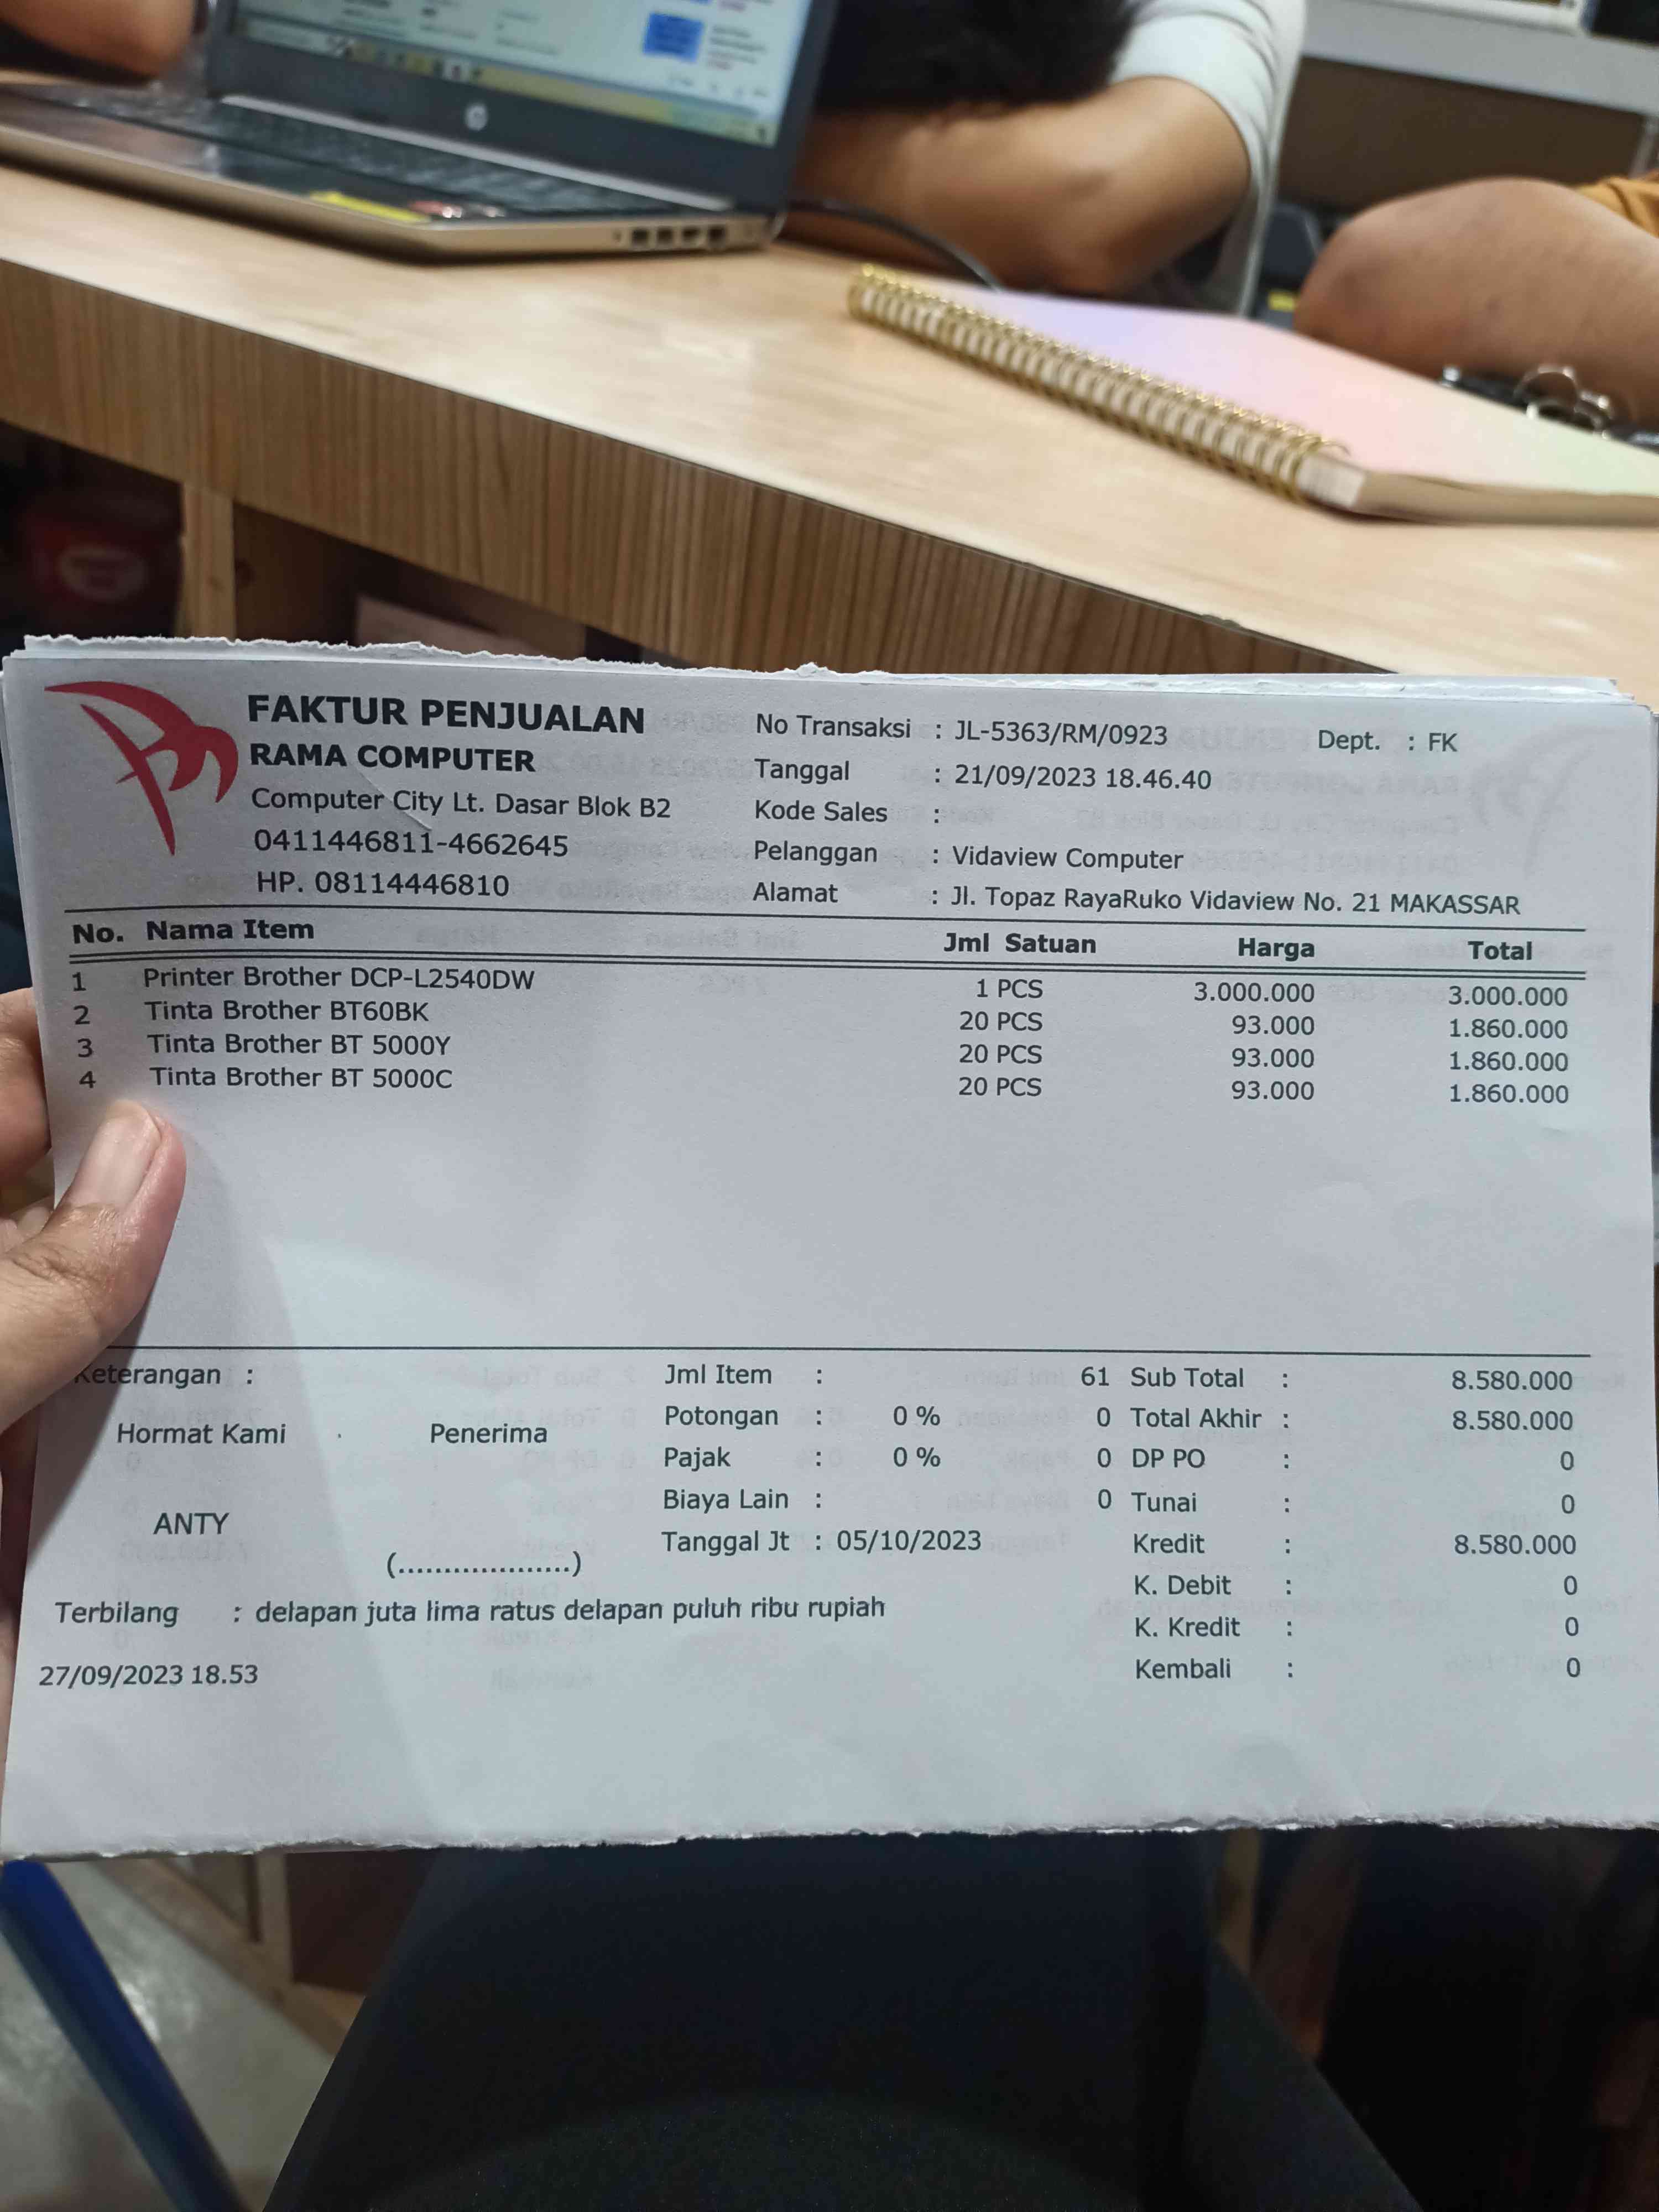 FAKTUR PENJUALAN
RAMA COMPUTER
Computer City Lt. Dasar Blok B2
0411446811-4662645
HP. 08114446810
No Transaksi : JL-5363/RM/0923 Dept. : FK
Tanggal : 21/09/2023 18.46.40
Kode Sales :
Pelanggan : Vidaview Computer
Alamat : Jl. Topaz RayaRuko Vidaview No. 21 MAKASSAR
No. Nama Item Jml Satuan Harga Total
1 Printer Brother DCP-L2540DW 1 PCS 3.000.000 3.000.000
2 Tinta Brother BT60BK 20 PCS 93.000 1.860.000
3 Tinta Brother BT 5000Y 20 PCS 93.000 1.860.000
4 Tinta Brother BT 5000C 20 PCS 93.000 1.860.000
Keterangan :
Hormat Kami Penerima
ANTY
(....................)
Jml Item : 61
Potongan : 0 % 0
Pajak : 0 % 0
Biaya Lain : 0
Tanggal Jt : 05/10/2023
Sub Total : 8.580.000
Total Akhir : 8.580.000
DP PO : 0
Tunai : 0
Kredit : 8.580.000
K. Debit : 0
K. Kredit : 0
Kembali : 0
Terbilang : delapan juta lima ratus delapan puluh ribu rupiah
27/09/2023 18.53